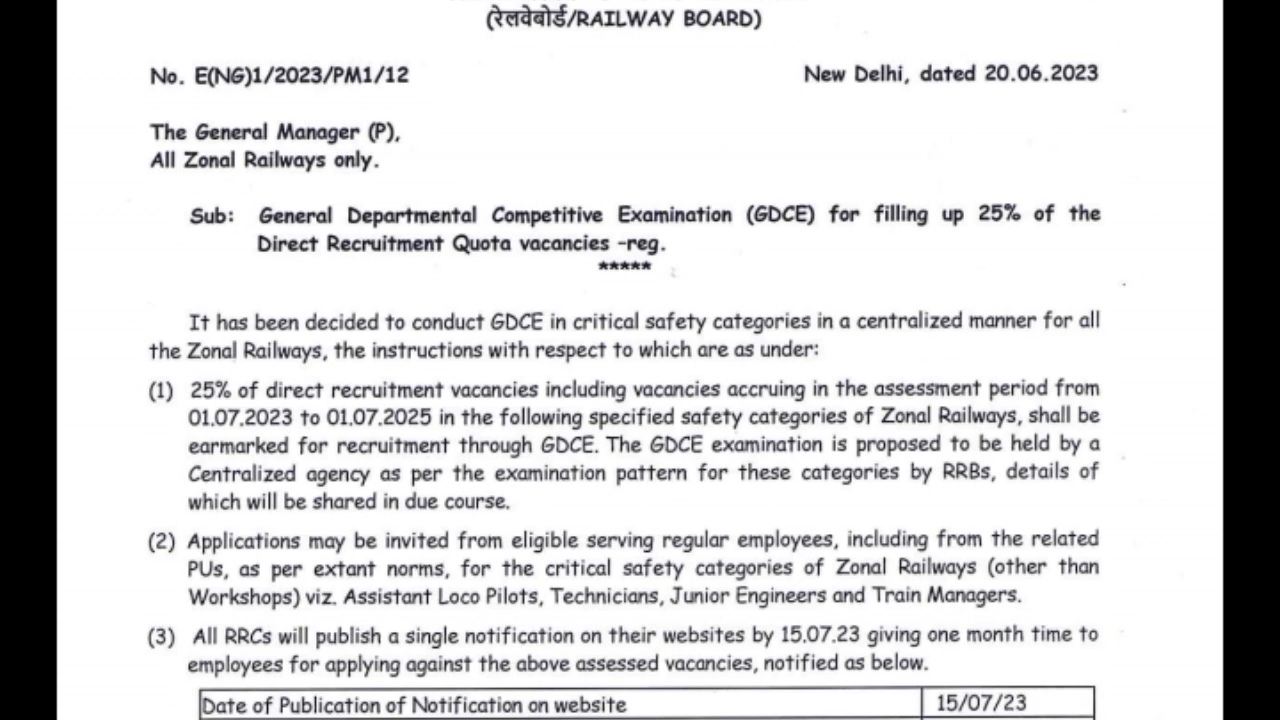 (रेलवेबोर्ड/RAILWAY BOARD)
No. E(NG)1/2023/PM1/12 New Delhi, dated 20.06.2023
The General Manager (P),
All Zonal Railways only.
Sub: General Departmental Competitive Examination (GDCE) for filling up 25% of the
Direct Recruitment Quota vacancies -reg.
*****
It has been decided to conduct GDCE in critical safety categories in a centralized manner for all
the Zonal Railways, the instructions with respect to which are as under:
(1) 25% of direct recruitment vacancies including vacancies accruing in the assessment period from
01.07.2023 to 01.07.2025 in the following specified safety categories of Zonal Railways, shall be
earmarked for recruitment through GDCE. The GDCE examination is proposed to be held by a
Centralized agency as per the examination pattern for these categories by RRBs, details of
which will be shared in due course.
(2) Applications may be invited from eligible serving regular employees, including from the related
PUs, as per extant norms, for the critical safety categories of Zonal Railways (other than
Workshops) viz. Assistant Loco Pilots, Technicians, Junior Engineers and Train Managers.
(3) All RRCs will publish a single notification on their websites by 15.07.23 giving one month time to
employees for applying against the above assessed vacancies, notified as below.
Date of Publication of Notification on website 15/07/23